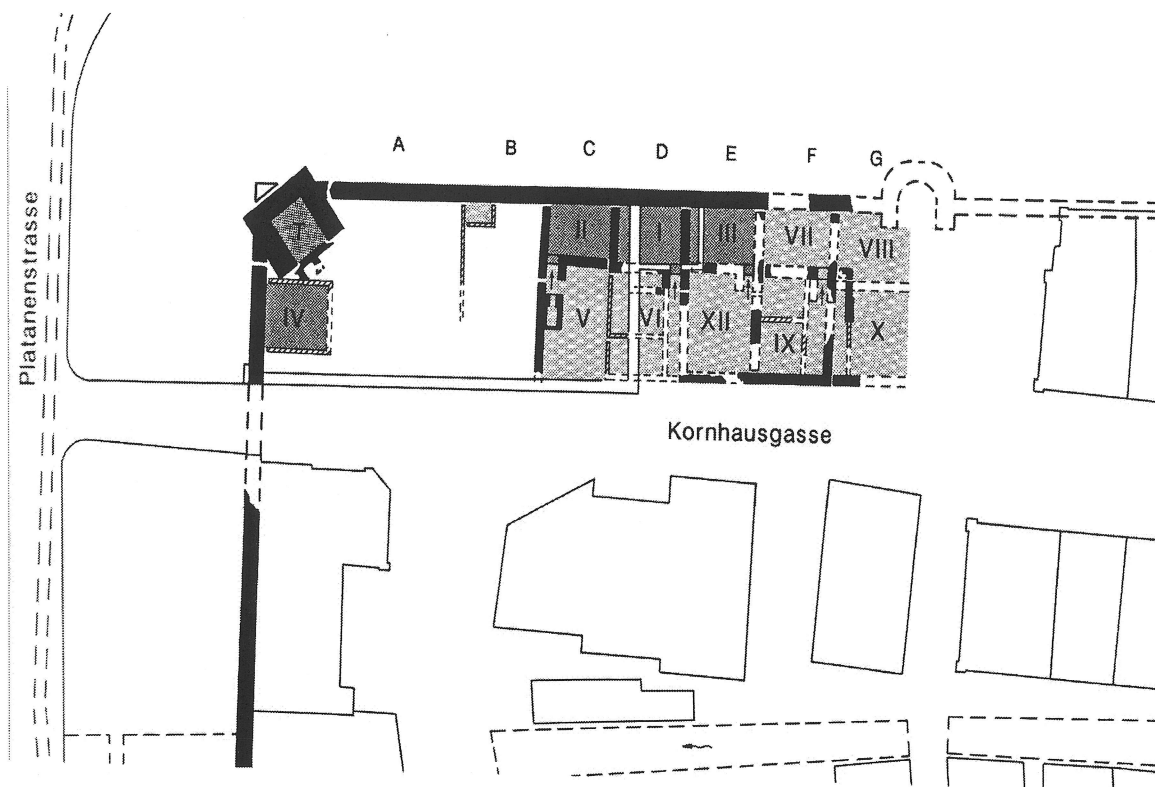 A B C D E F G
T II I III VII VIII
IV V VI XII IX X
Platanenstrasse
Kornhausgasse